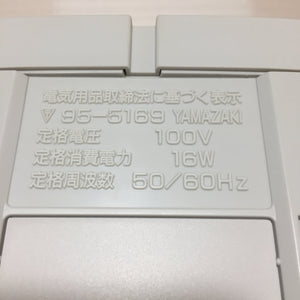 電気用品取締法に基づく表示
▽ 95-5169 YAMAZAKI
定格電圧 100V
定格消費電力 16W
定格周波数 50/60Hz